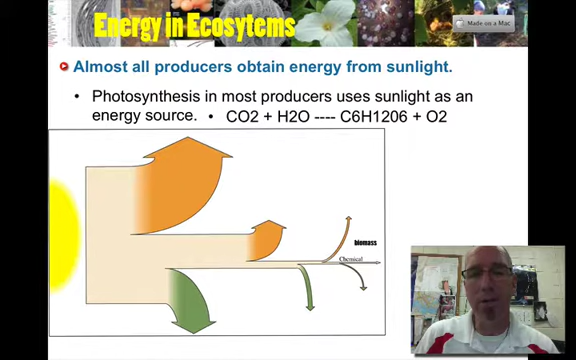 Energy in Ecosytems
Made on a Mac
Almost all producers obtain energy from sunlight.
• Photosynthesis in most producers uses sunlight as an
energy source. • CO2 + H2O ---- C6H12O6 + O2
biomass
Chemical